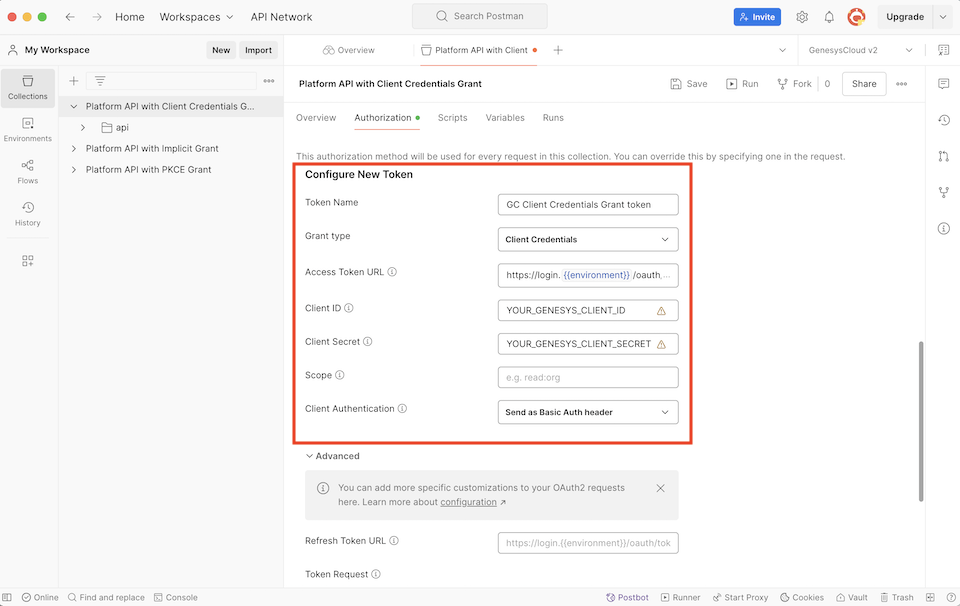 Home Workspaces API Network Search Postman Invite Upgrade
My Workspace New Import Overview Platform API with Client GenesysCloud v2
Collections
Environments
Flows
History
Platform API with Client Credentials G...
api
Platform API with Implicit Grant
Platform API with PKCE Grant
Platform API with Client Credentials Grant Save Run Fork 0 Share
Overview Authorization Scripts Variables Runs
This authorization method will be used for every request in this collection. You can override this by specifying one in the request.
Configure New Token
Token Name GC Client Credentials Grant token
Grant type Client Credentials
Access Token URL https://login. {{environment}} /oauth,...
Client ID YOUR_GENESYS_CLIENT_ID
Client Secret YOUR_GENESYS_CLIENT_SECRET
Scope e.g. read:org
Client Authentication Send as Basic Auth header
Advanced
You can add more specific customizations to your OAuth2 requests
here. Learn more about configuration ↗
Refresh Token URL https://login.{{environment}}/oauth/tok
Token Request
Online Find and replace Console Postbot Runner Start Proxy Cookies Vault Trash